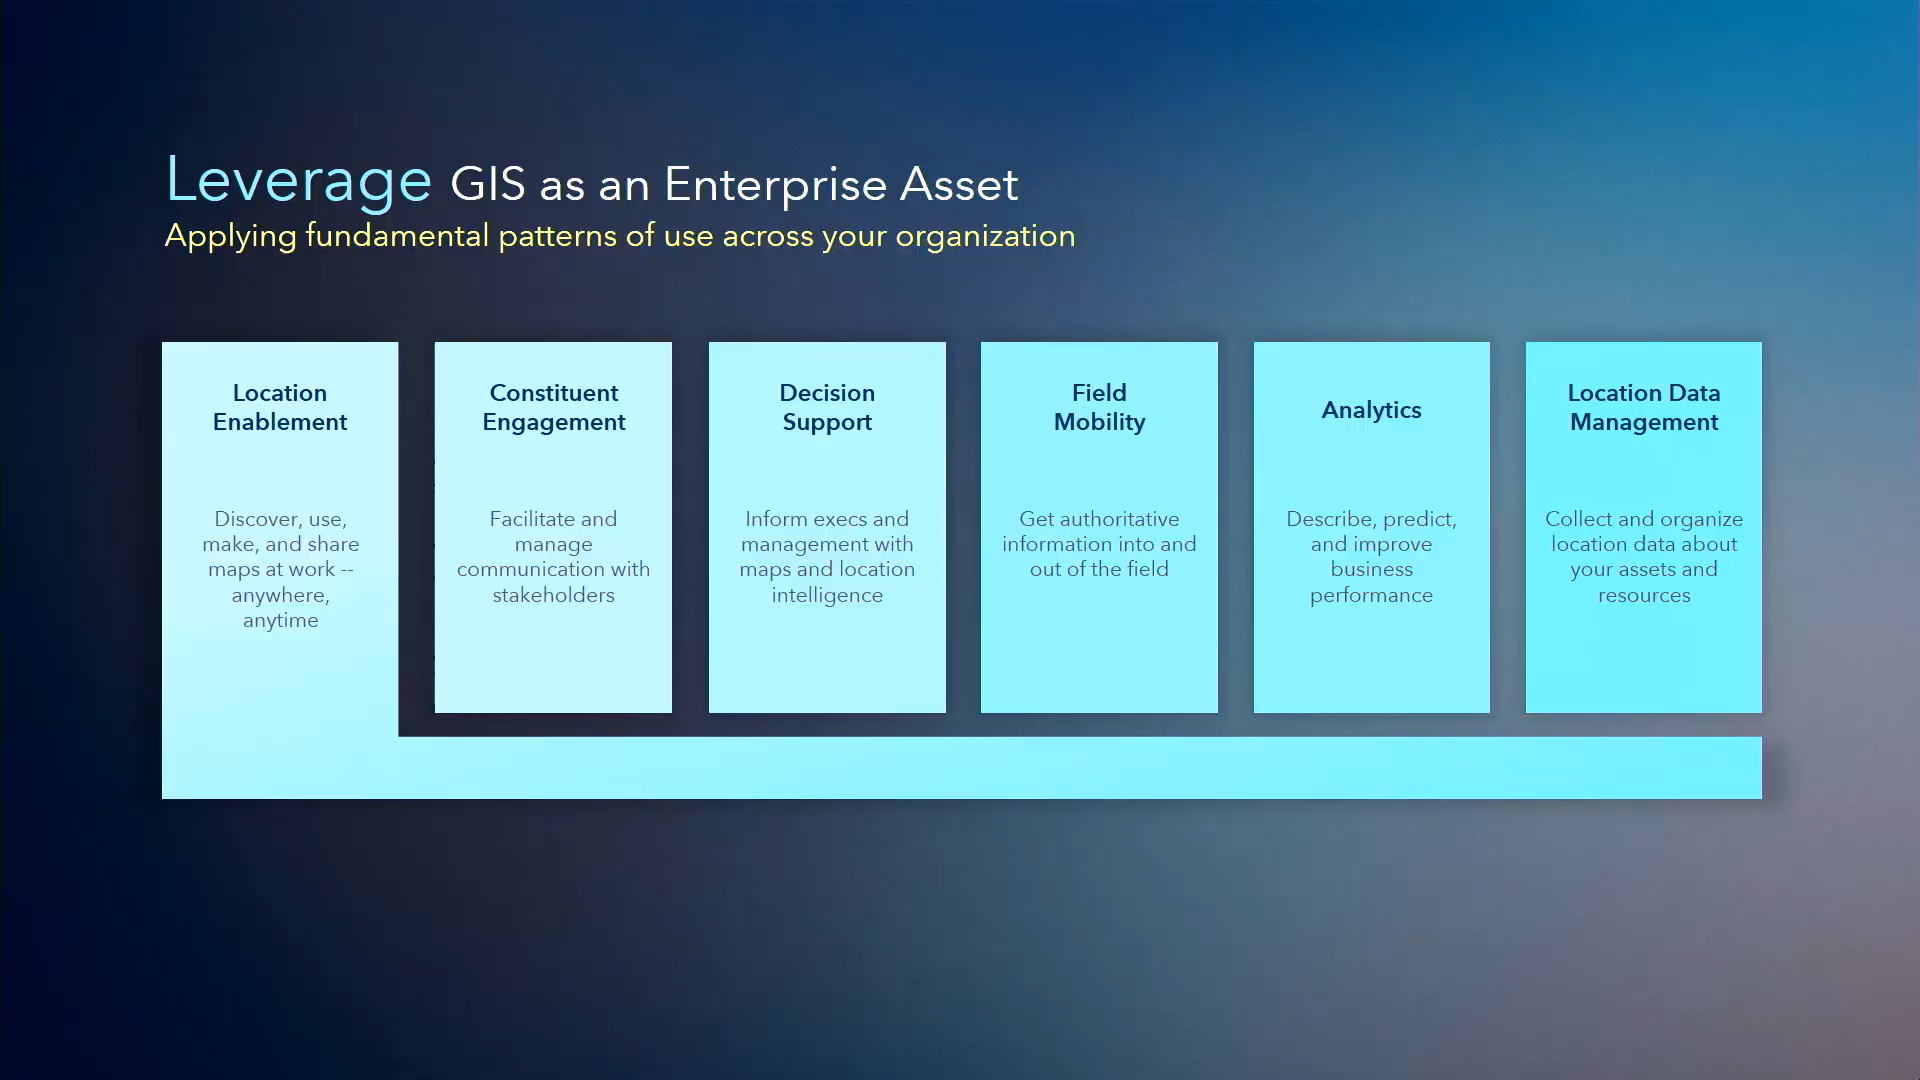 Leverage GIS as an Enterprise Asset
Applying fundamental patterns of use across your organization
Location
Enablement
Discover, use,
make, and share
maps at work --
anywhere,
anytime
Constituent
Engagement
Facilitate and
manage
communication with
stakeholders
Decision
Support
Inform execs and
management with
maps and location
intelligence
Field
Mobility
Get authoritative
information into and
out of the field
Analytics
Describe, predict,
and improve
business
performance
Location Data
Management
Collect and organize
location data about
your assets and
resources